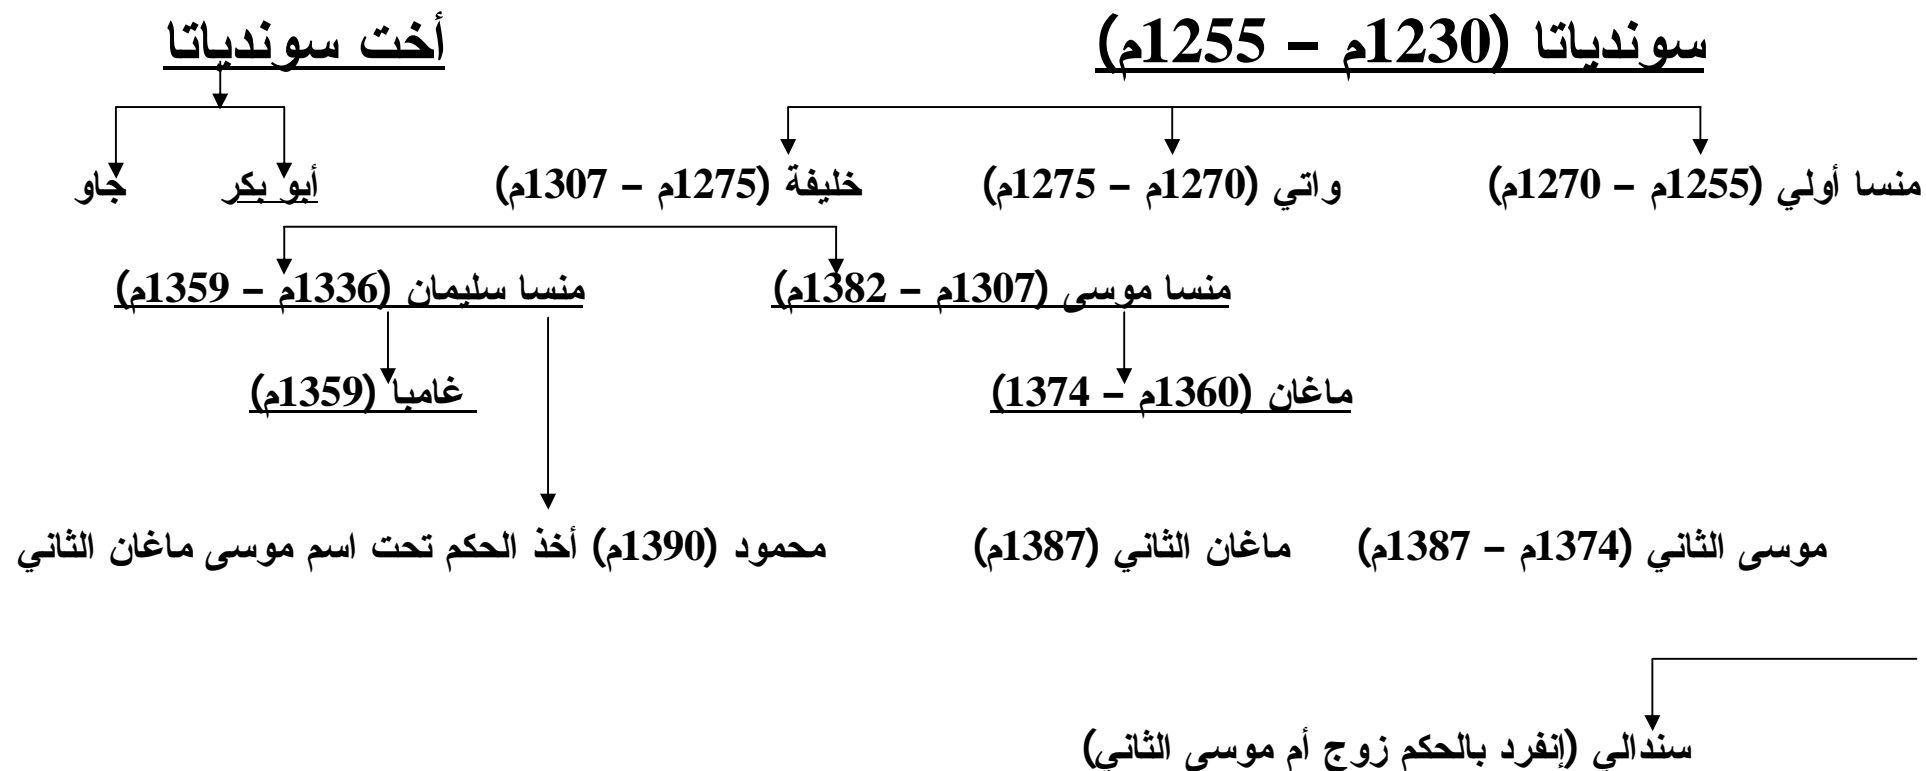 سوندياتا (1230م – 1255م) أخت سوندياتا
منسا أولي (1255م – 1270م) واتي (1270م – 1275م) خليفة (1275م – 1307م) أبو بكر جاو
منسا موسى (1307م – 1382م) منسا سليمان (1336م – 1359م)
ماغان (1360م – 1374) غامبا (1359م)
موسى الثاني (1374م – 1387م) ماغان الثاني (1387م) محمود (1390م) أخذ الحكم تحت اسم موسى ماغان الثاني
سندالي (إنفرد بالحكم زوج أم موسى الثاني)